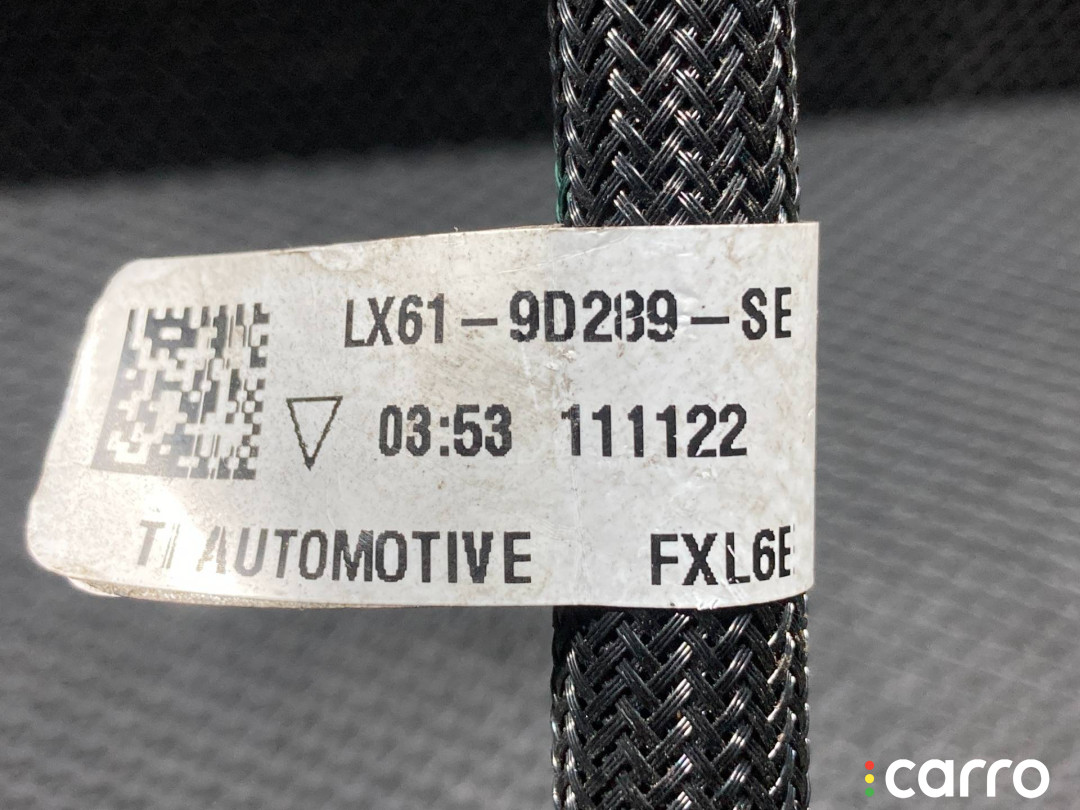 LX61-9D289-SE
03:53 111122
TI AUTOMOTIVE FXL6E
carro